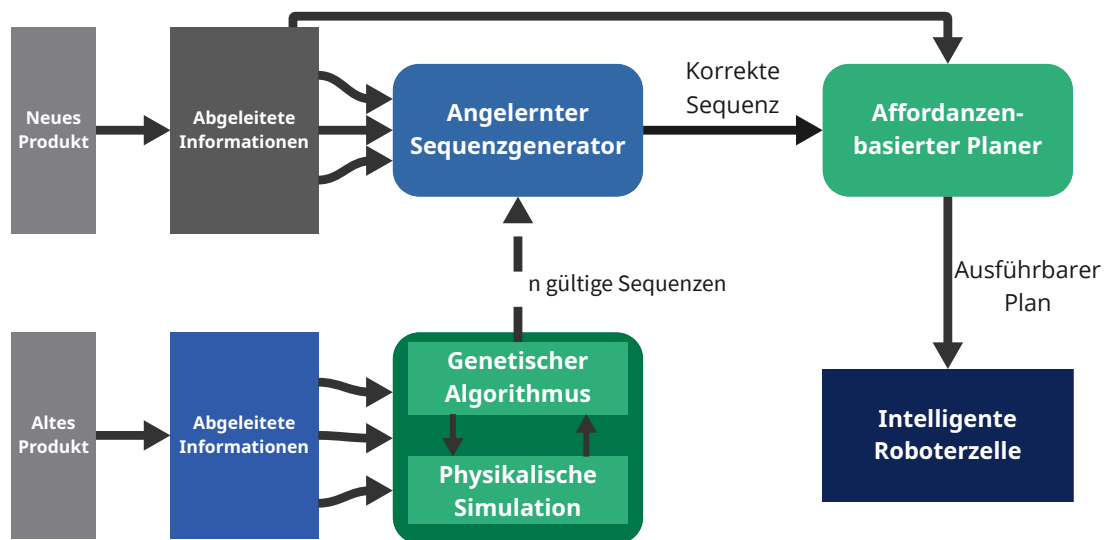 Neues
Produkt
Abgeleitete
Informationen
Angelernter
Sequenzgenerator
Korrekte
Sequenz
Affordanzen-
basierter Planer
n gültige Sequenzen
Ausführbarer
Plan
Altes
Produkt
Abgeleitete
Informationen
Genetischer
Algorithmus
Physikalische
Simulation
Intelligente
Roboterzelle